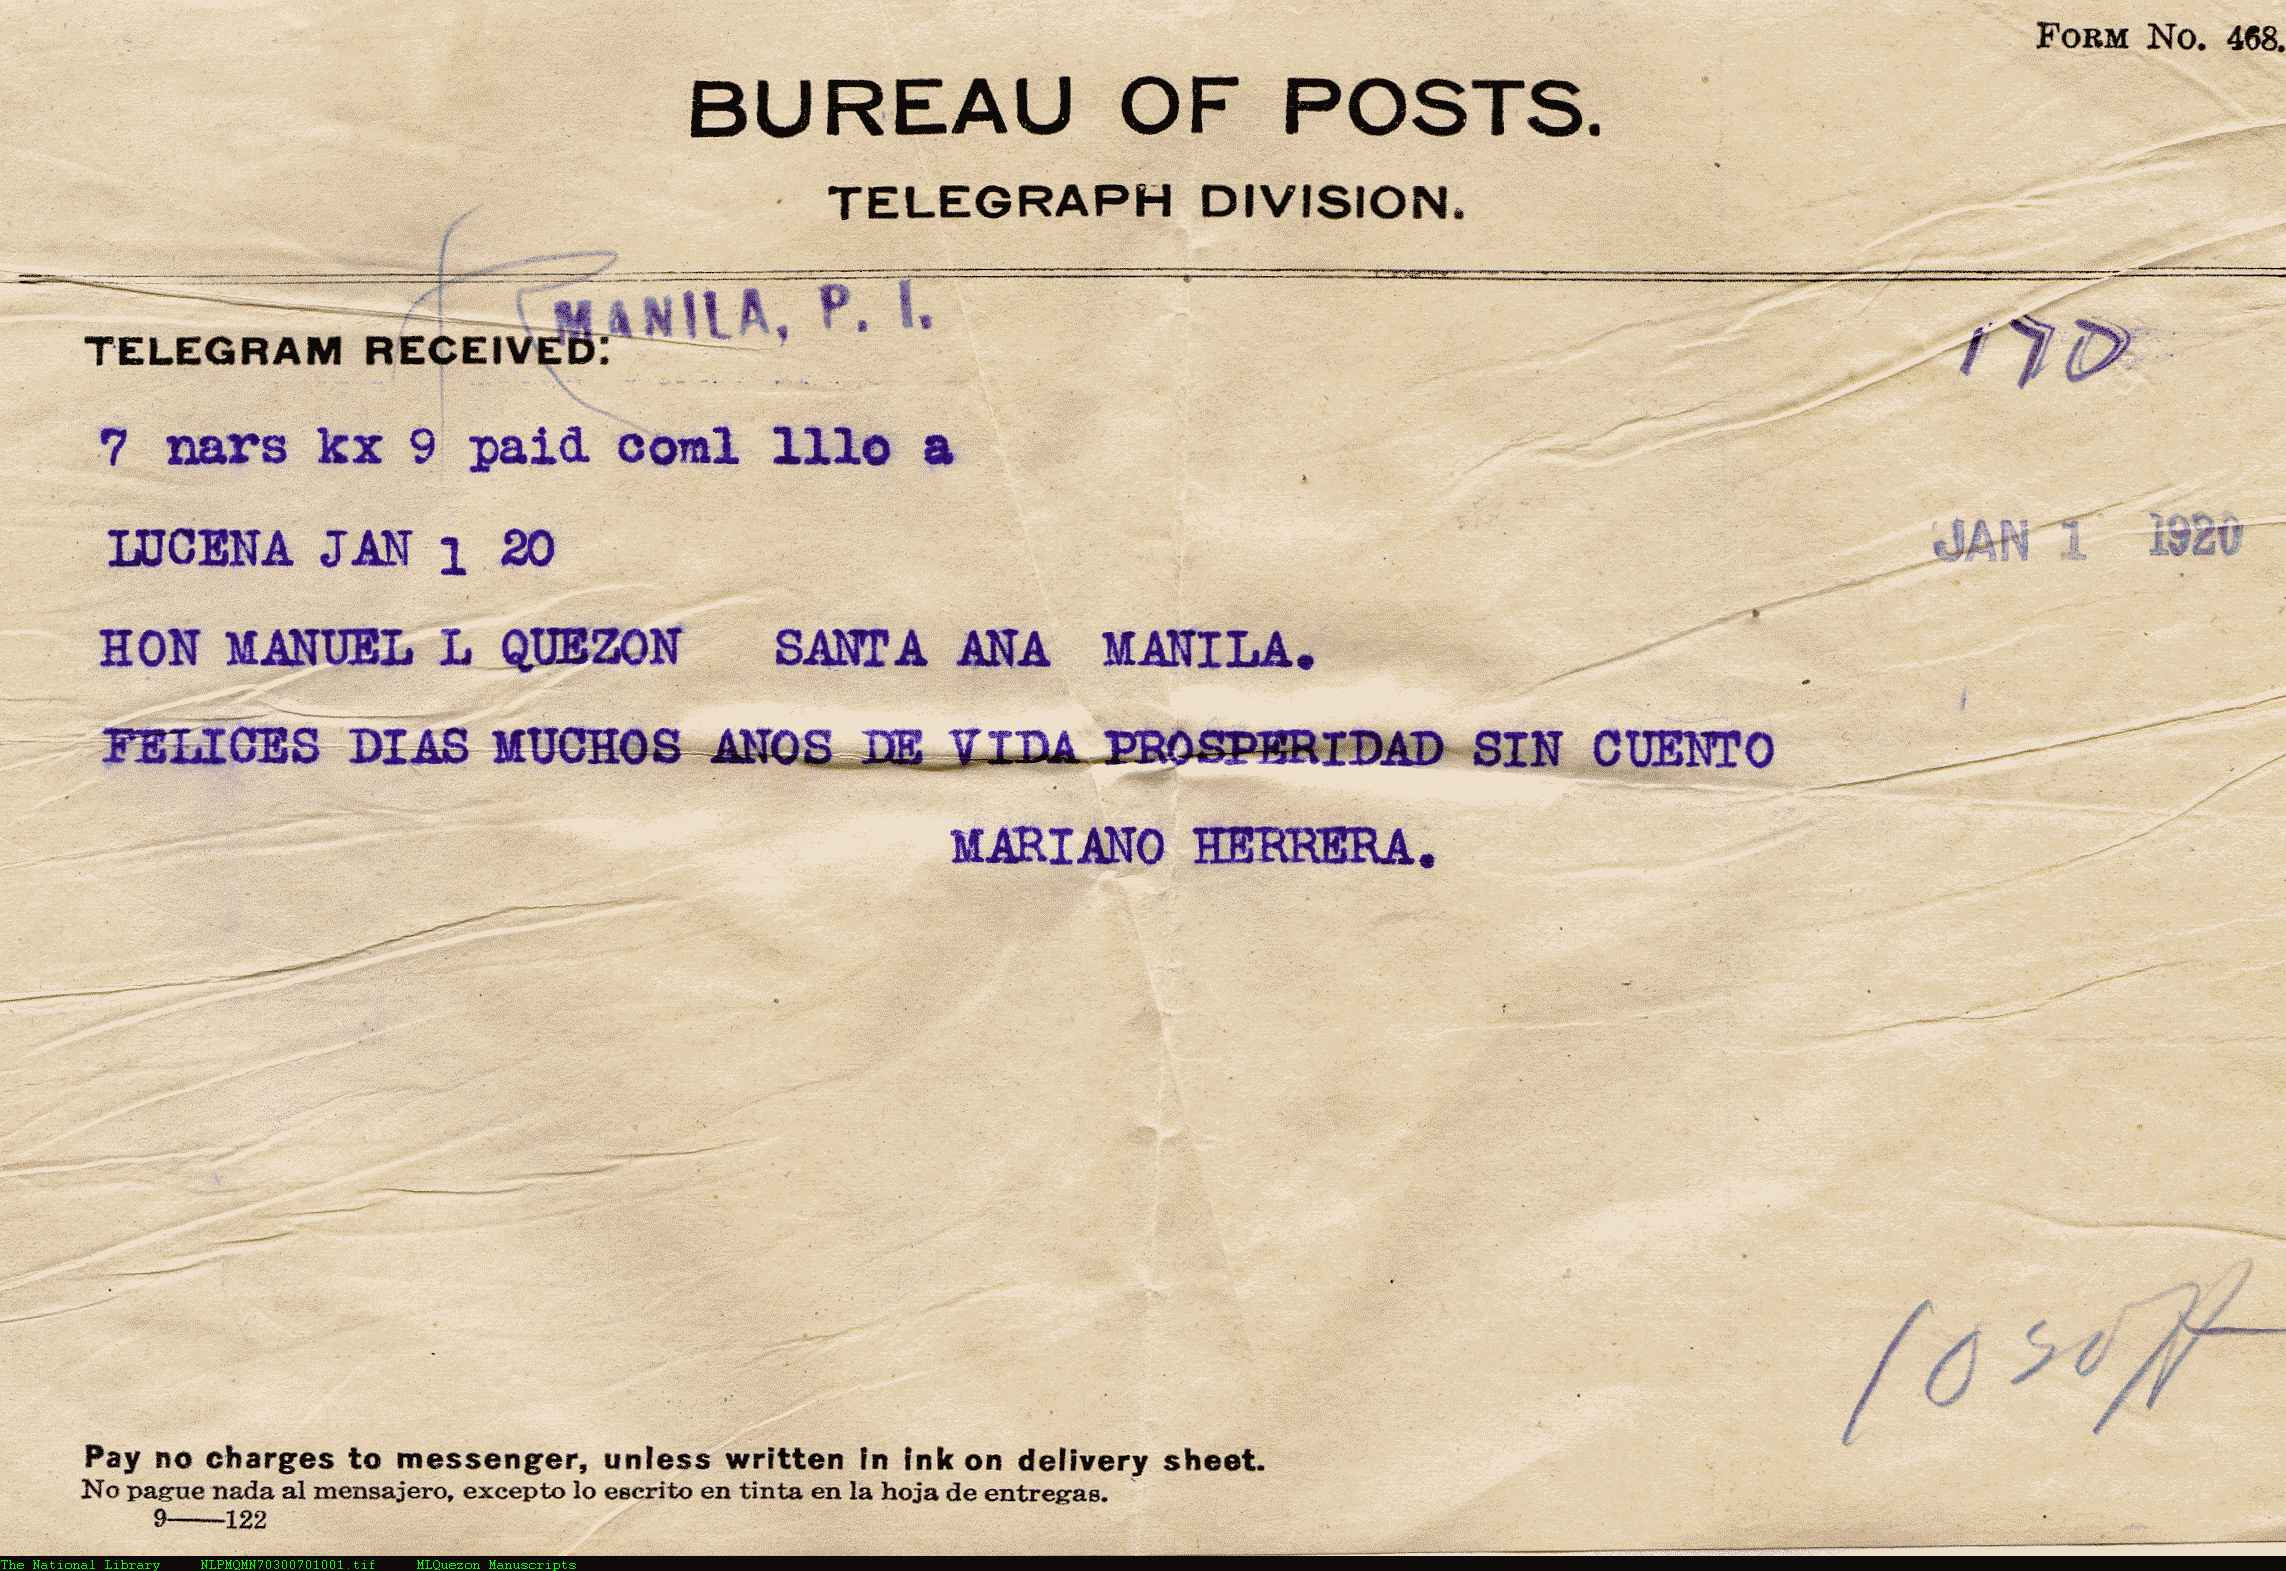 FORM No. 468.
BUREAU OF POSTS.
TELEGRAPH DIVISION.
MANILA, P. I.
TELEGRAM RECEIVED:
170
7 nars kx 9 paid coml lllo a
LUCENA JAN 1 20
JAN 1 1920
HON MANUEL L QUEZON SANTA ANA MANILA.
FELICES DIAS MUCHOS ANOS DE VIDA PROSPERIDAD SIN CUENTO
MARIANO HERRERA.
Pay no charges to messenger, unless written in ink on delivery sheet.
No pague nada al mensajero, excepto lo escrito en tinta en la hoja de entregas.
9——122
The National Library NLPMQMN70300701001.tif MLQuezon Manuscripts